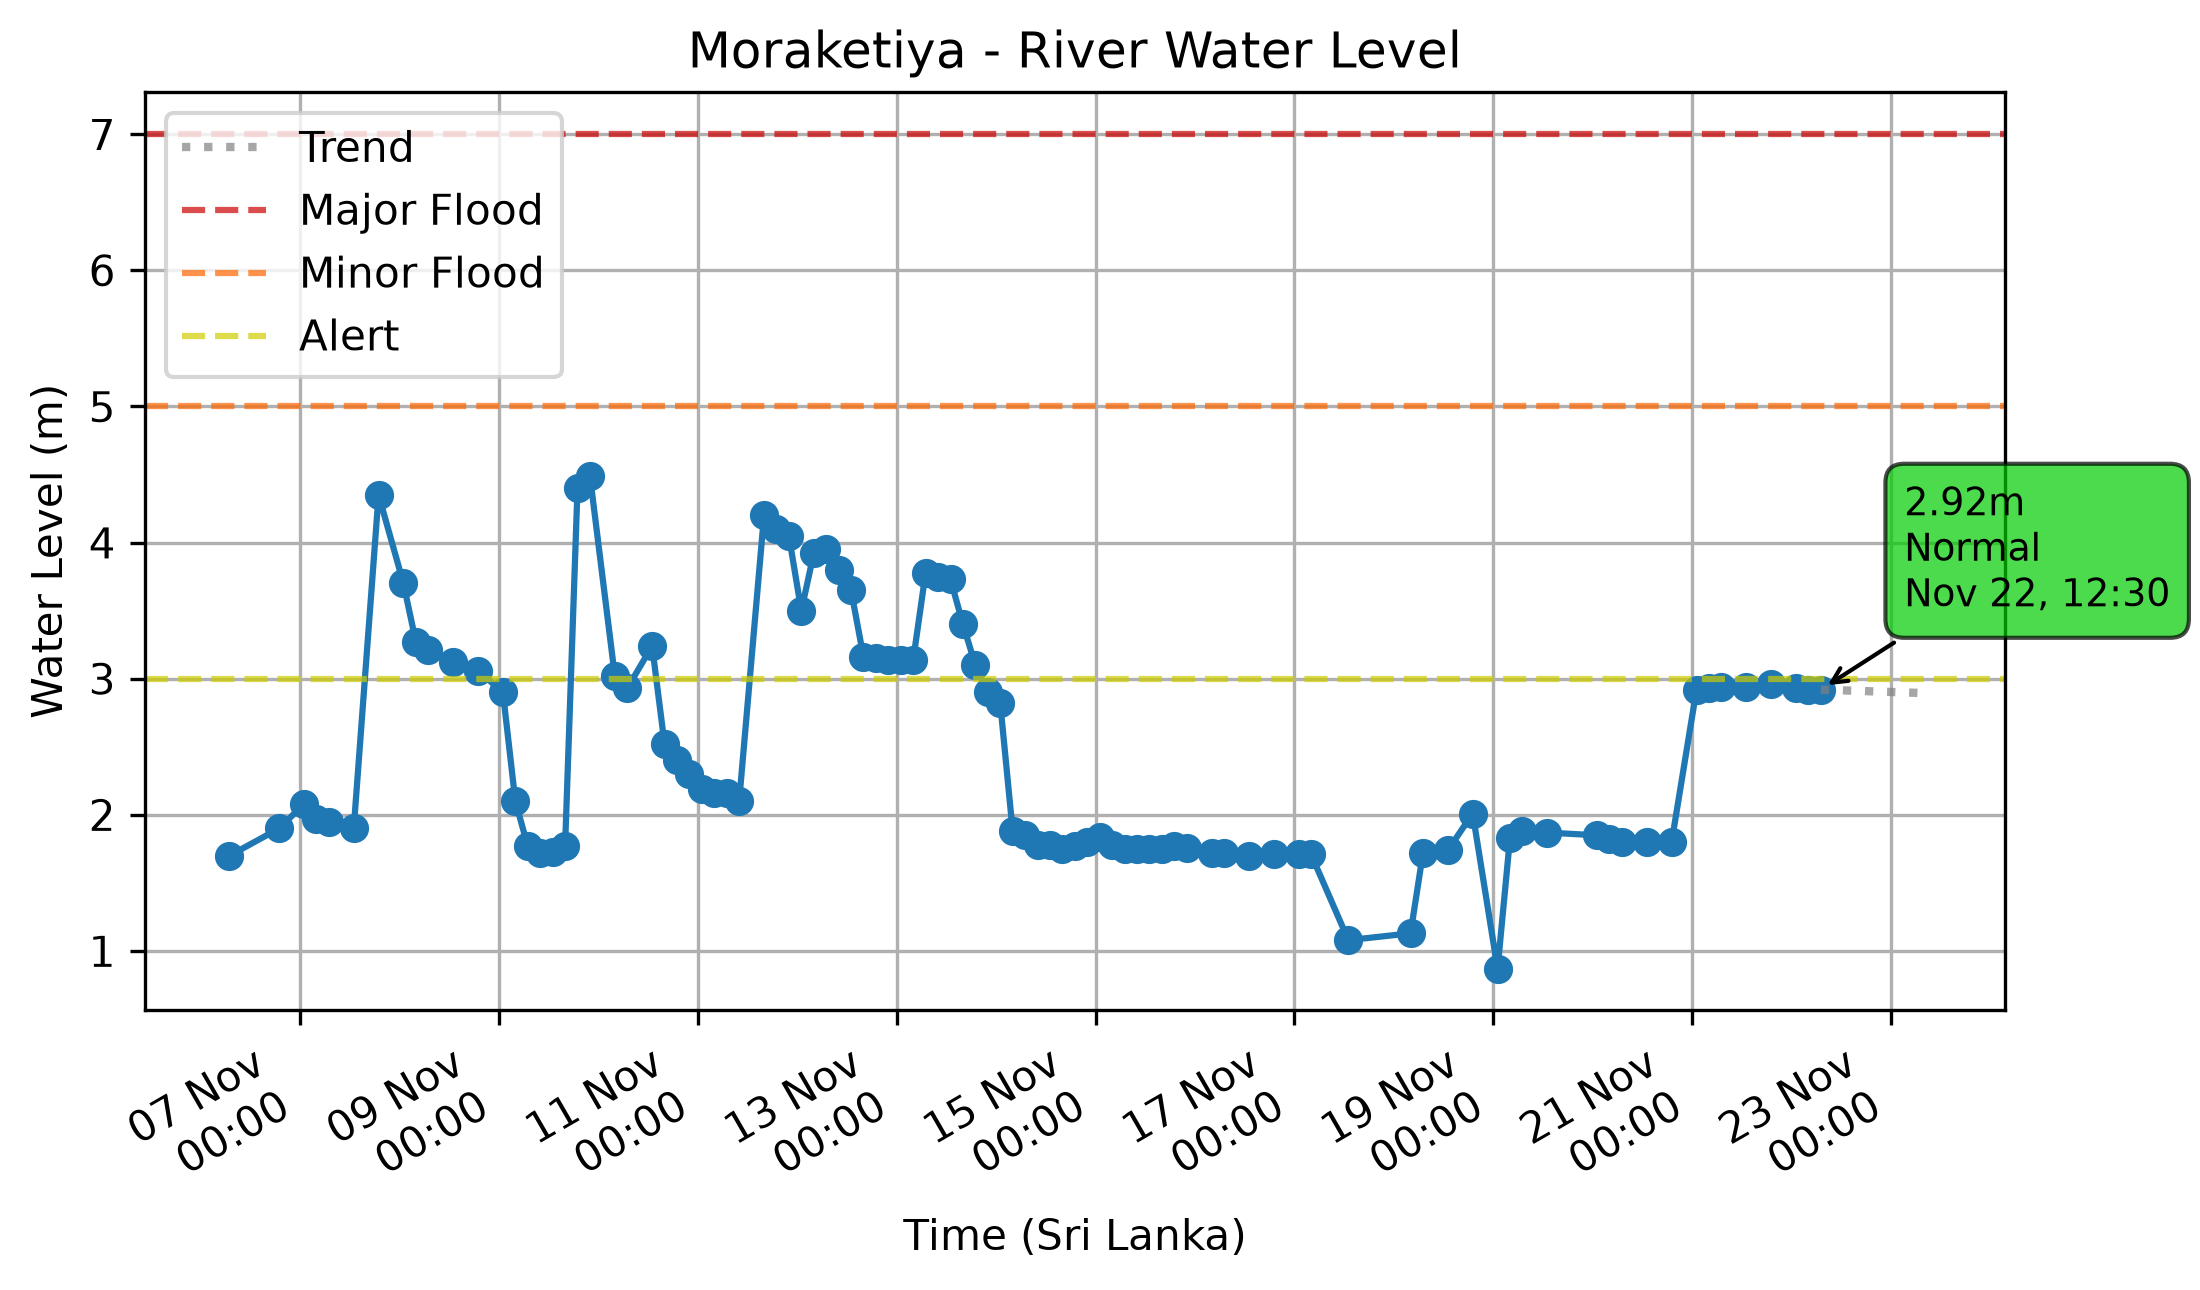 Moraketiya - River Water Level
Trend
Major Flood
Minor Flood
Alert
7
6
5
4
3
2
1
Water Level (m)
2.92m
Normal
Nov 22, 12:30
07 Nov
00:00
09 Nov
00:00
11 Nov
00:00
13 Nov
00:00
15 Nov
00:00
17 Nov
00:00
19 Nov
00:00
21 Nov
00:00
23 Nov
00:00
Time (Sri Lanka)